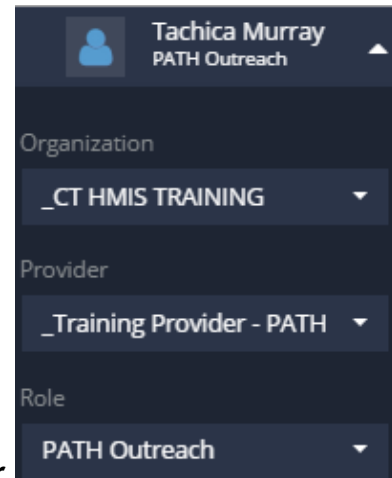 Tachica Murray
PATH Outreach
Organization
_CT HMIS TRAINING
Provider
_Training Provider - PATH
Role
PATH Outreach